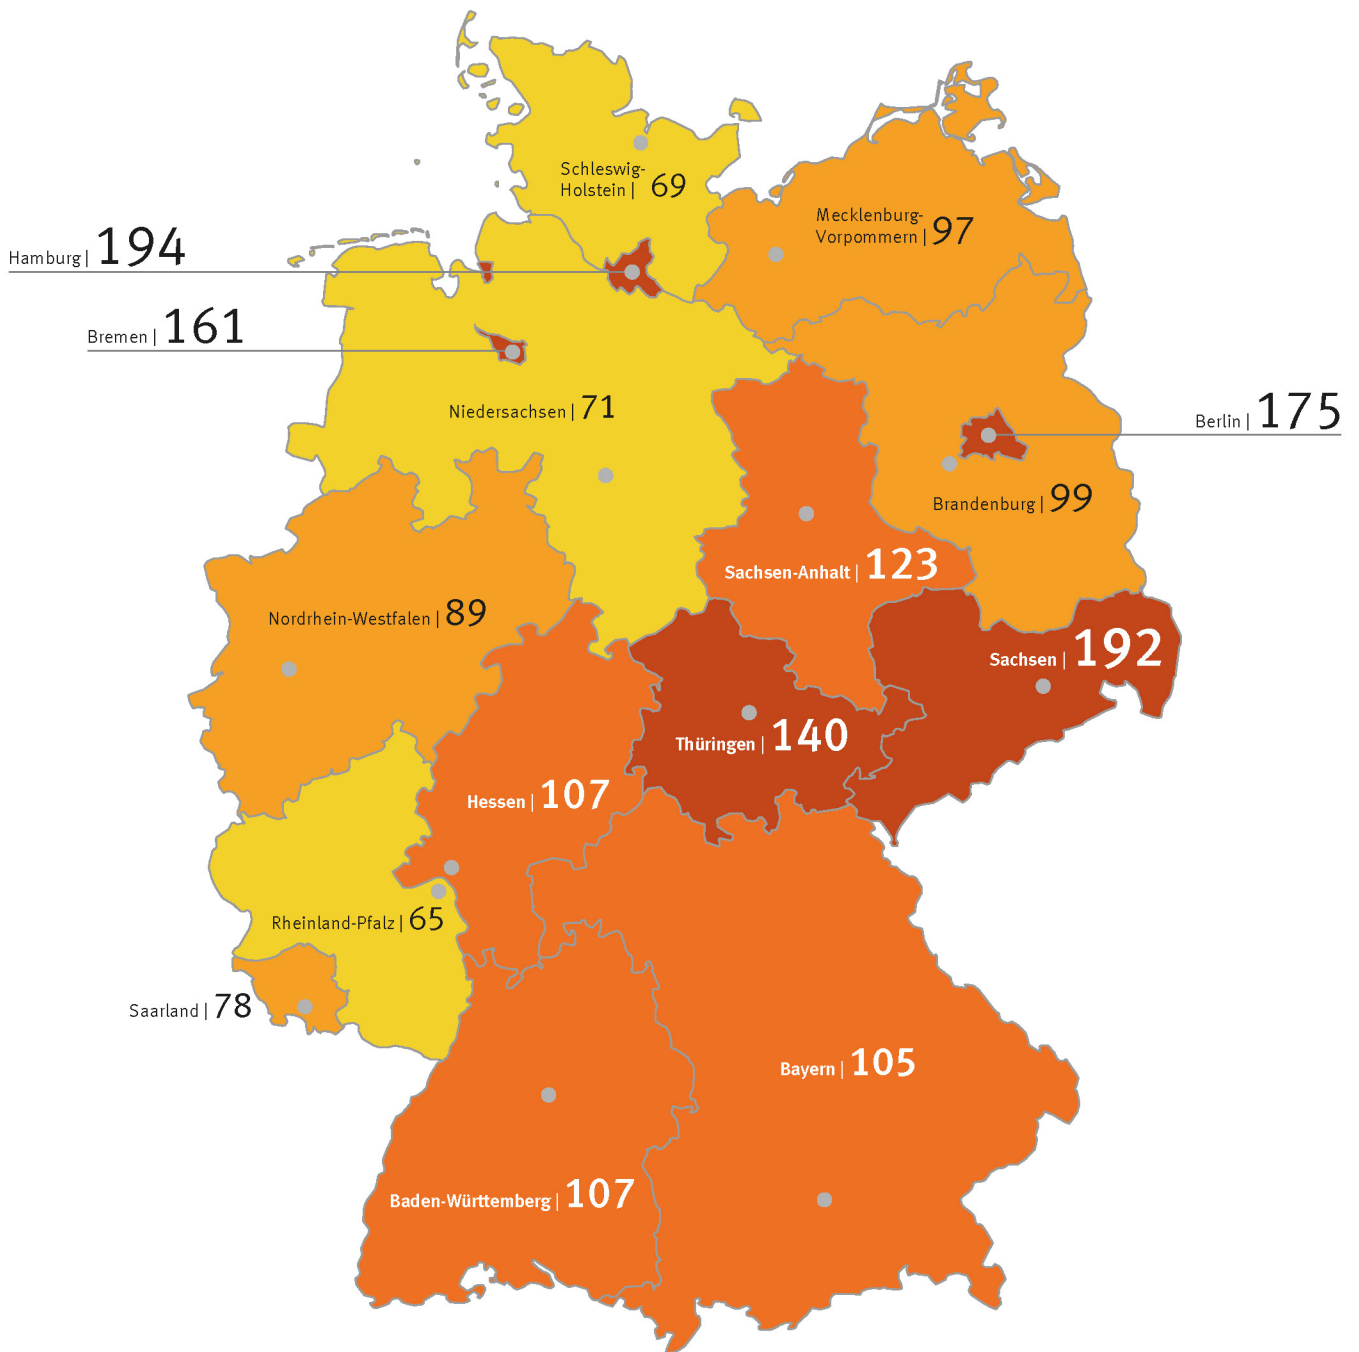 Schleswig-
Holstein | 69
Mecklenburg-
Vorpommern | 97
Hamburg | 194
Bremen | 161
Niedersachsen | 71
Berlin | 175
Brandenburg | 99
Sachsen-Anhalt | 123
Nordrhein-Westfalen | 89
Sachsen | 192
Thüringen | 140
Hessen | 107
Rheinland-Pfalz | 65
Saarland | 78
Bayern | 105
Baden-Württemberg | 107